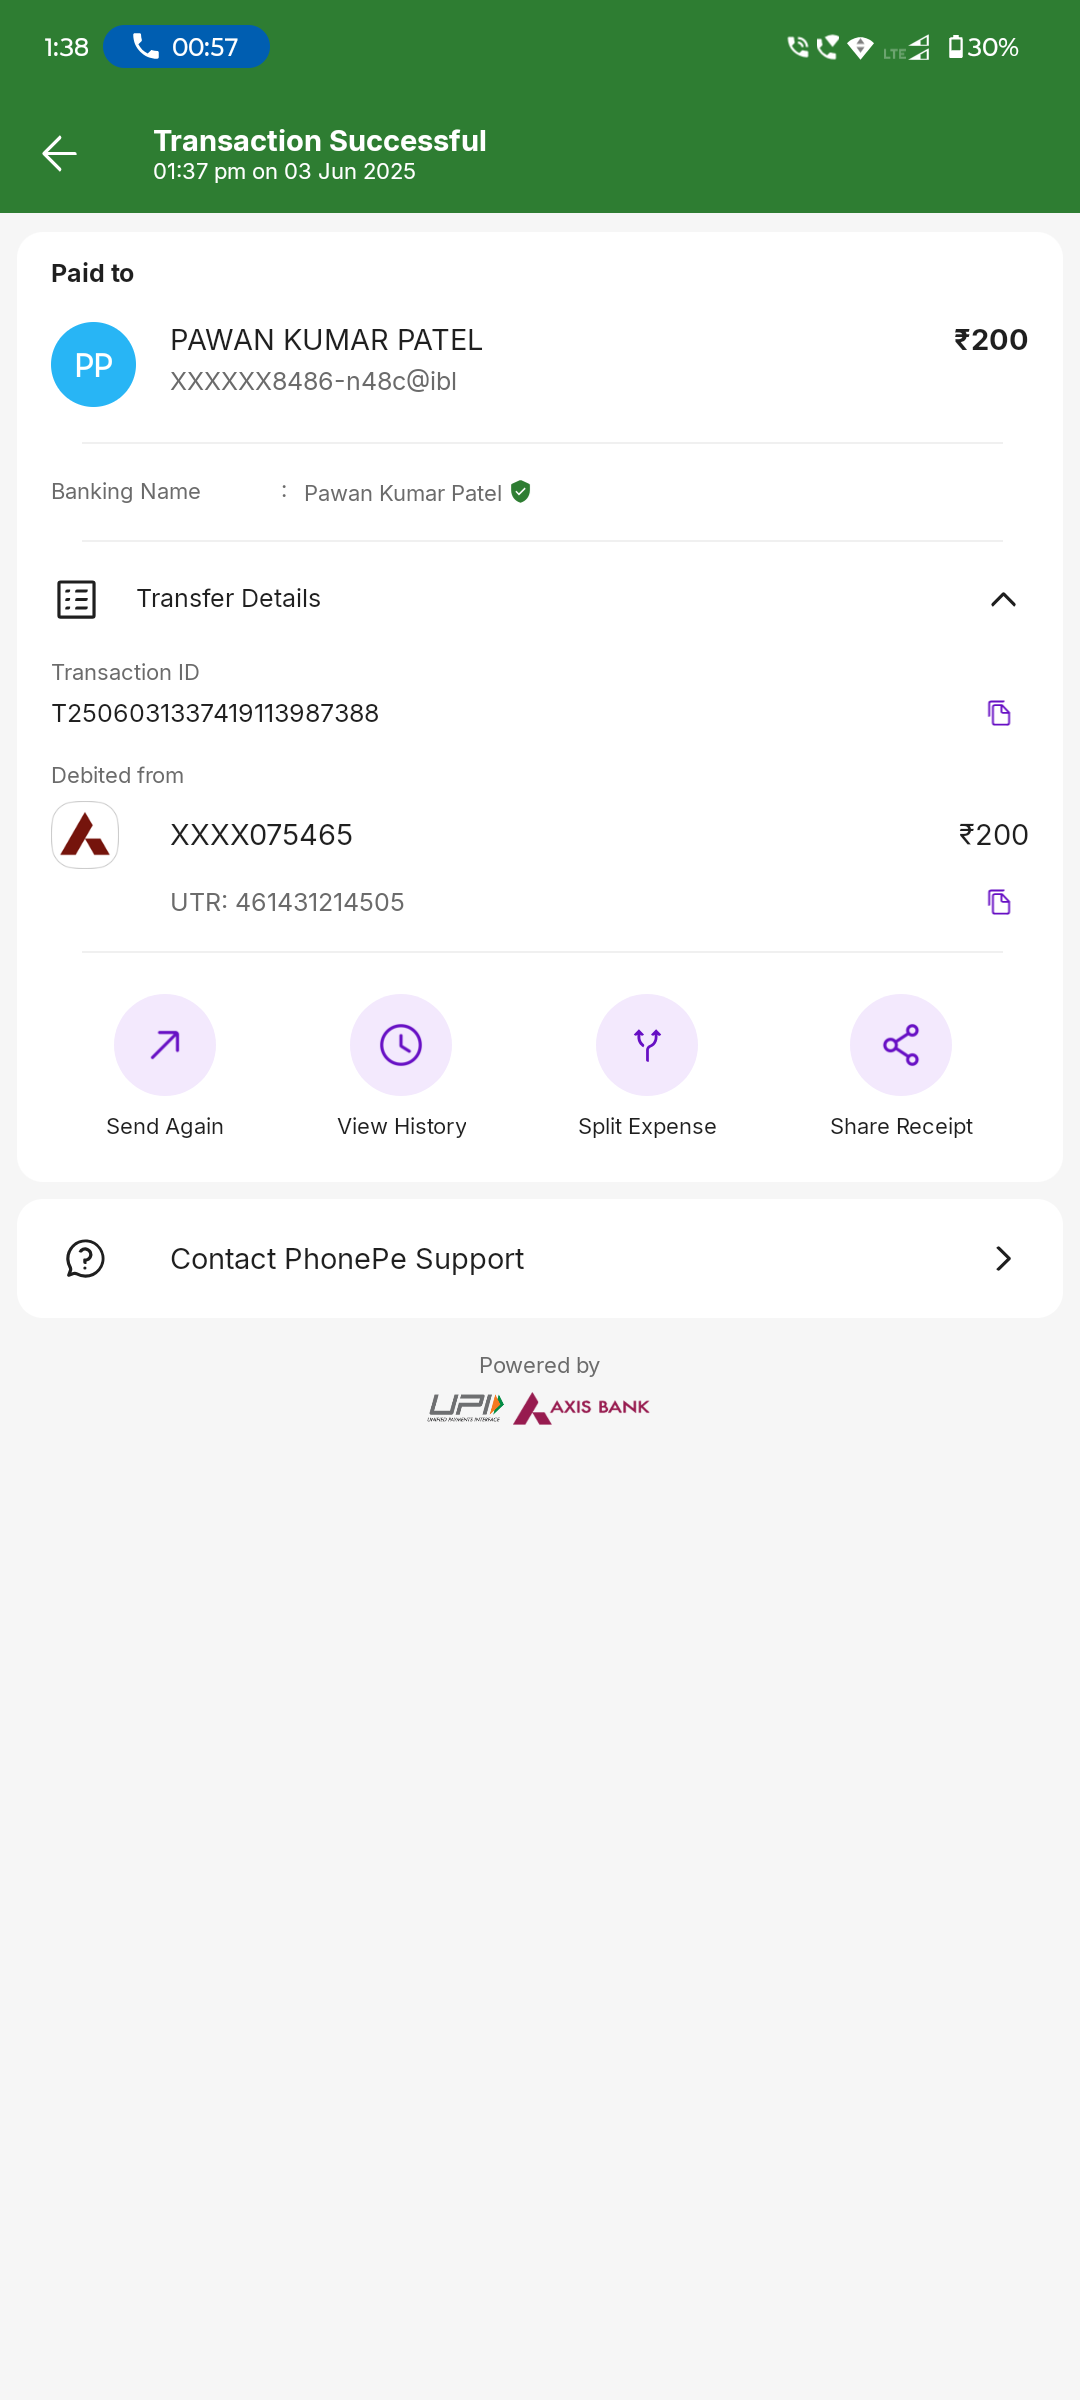 1:38 00:57 LTE 30%
Transaction Successful
01:37 pm on 03 Jun 2025
Paid to
PP
PAWAN KUMAR PATEL ₹200
XXXXXX8486-n48c@ibl
Banking Name : Pawan Kumar Patel
Transfer Details
Transaction ID
T2506031337419113987388
Debited from
XXXX075465 ₹200
UTR: 461431214505
Send Again View History Split Expense Share Receipt
Contact PhonePe Support
Powered by
UPI AXIS BANK
UNIFIED PAYMENTS INTERFACE